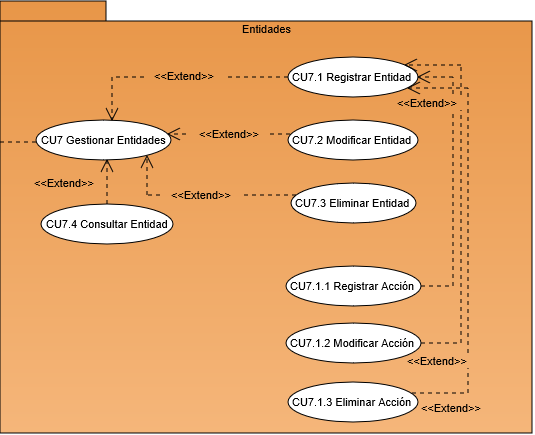 Entidades
<<Extend>>
CU7.1 Registrar Entidad
<<Extend>>
CU7 Gestionar Entidades
<<Extend>>
CU7.2 Modificar Entidad
<<Extend>>
<<Extend>>
CU7.3 Eliminar Entidad
CU7.4 Consultar Entidad
CU7.1.1 Registrar Acción
CU7.1.2 Modificar Acción
<<Extend>>
CU7.1.3 Eliminar Acción
<<Extend>>